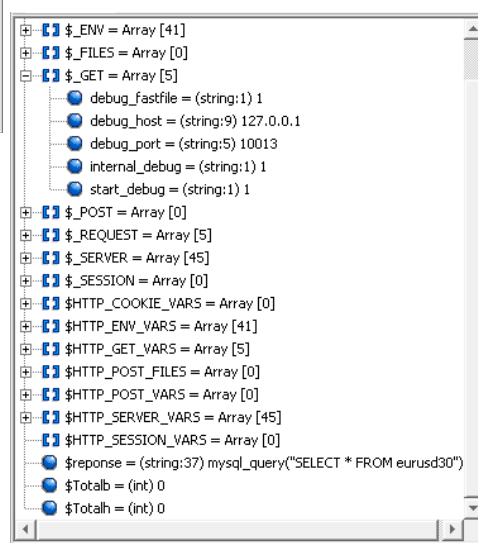 $_ENV = Array [41]
$_FILES = Array [0]
$_GET = Array [5]
debug_fastfile = (string:1) 1
debug_host = (string:9) 127.0.0.1
debug_port = (string:5) 10013
internal_debug = (string:1) 1
start_debug = (string:1) 1
$_POST = Array [0]
$_REQUEST = Array [5]
$_SERVER = Array [45]
$_SESSION = Array [0]
$HTTP_COOKIE_VARS = Array [0]
$HTTP_ENV_VARS = Array [41]
$HTTP_GET_VARS = Array [5]
$HTTP_POST_FILES = Array [0]
$HTTP_POST_VARS = Array [0]
$HTTP_SERVER_VARS = Array [45]
$HTTP_SESSION_VARS = Array [0]
$reponse = (string:37) mysql_query("SELECT * FROM eurusd30")
$Totalb = (int) 0
$Totalh = (int) 0